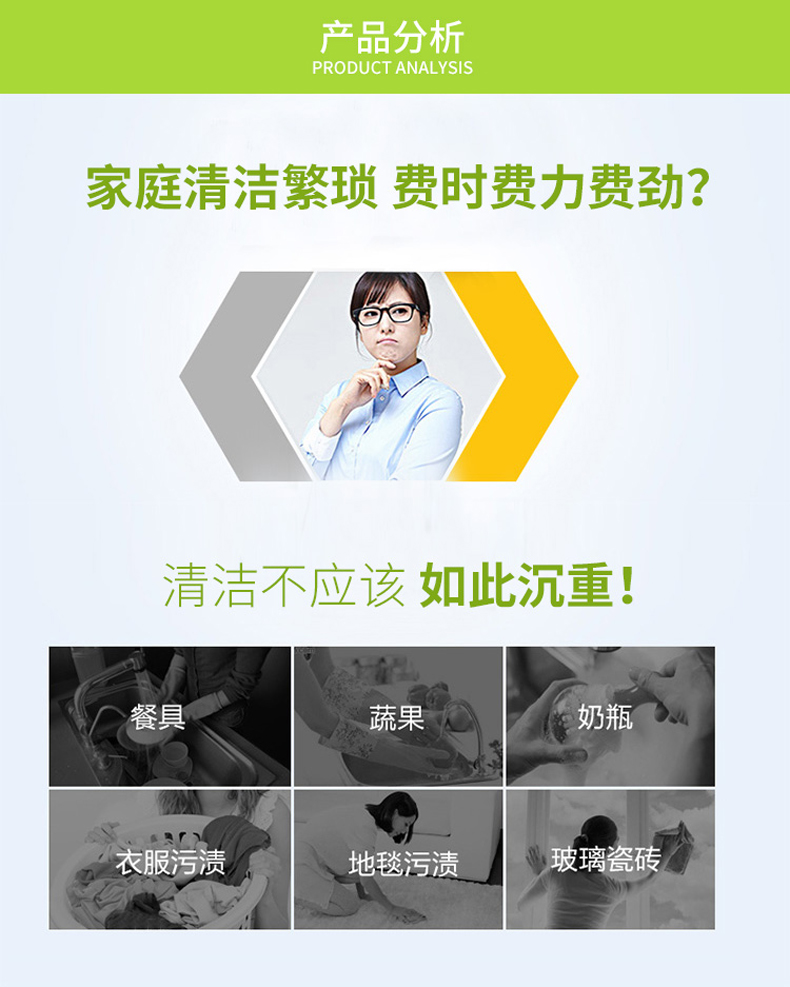 产品分析
PRODUCT ANALYSIS
家庭清洁繁琐 费时费力费劲?
清洁不应该 如此沉重!
餐具
蔬果
奶瓶
衣服污渍
地毯污渍
玻璃瓷砖